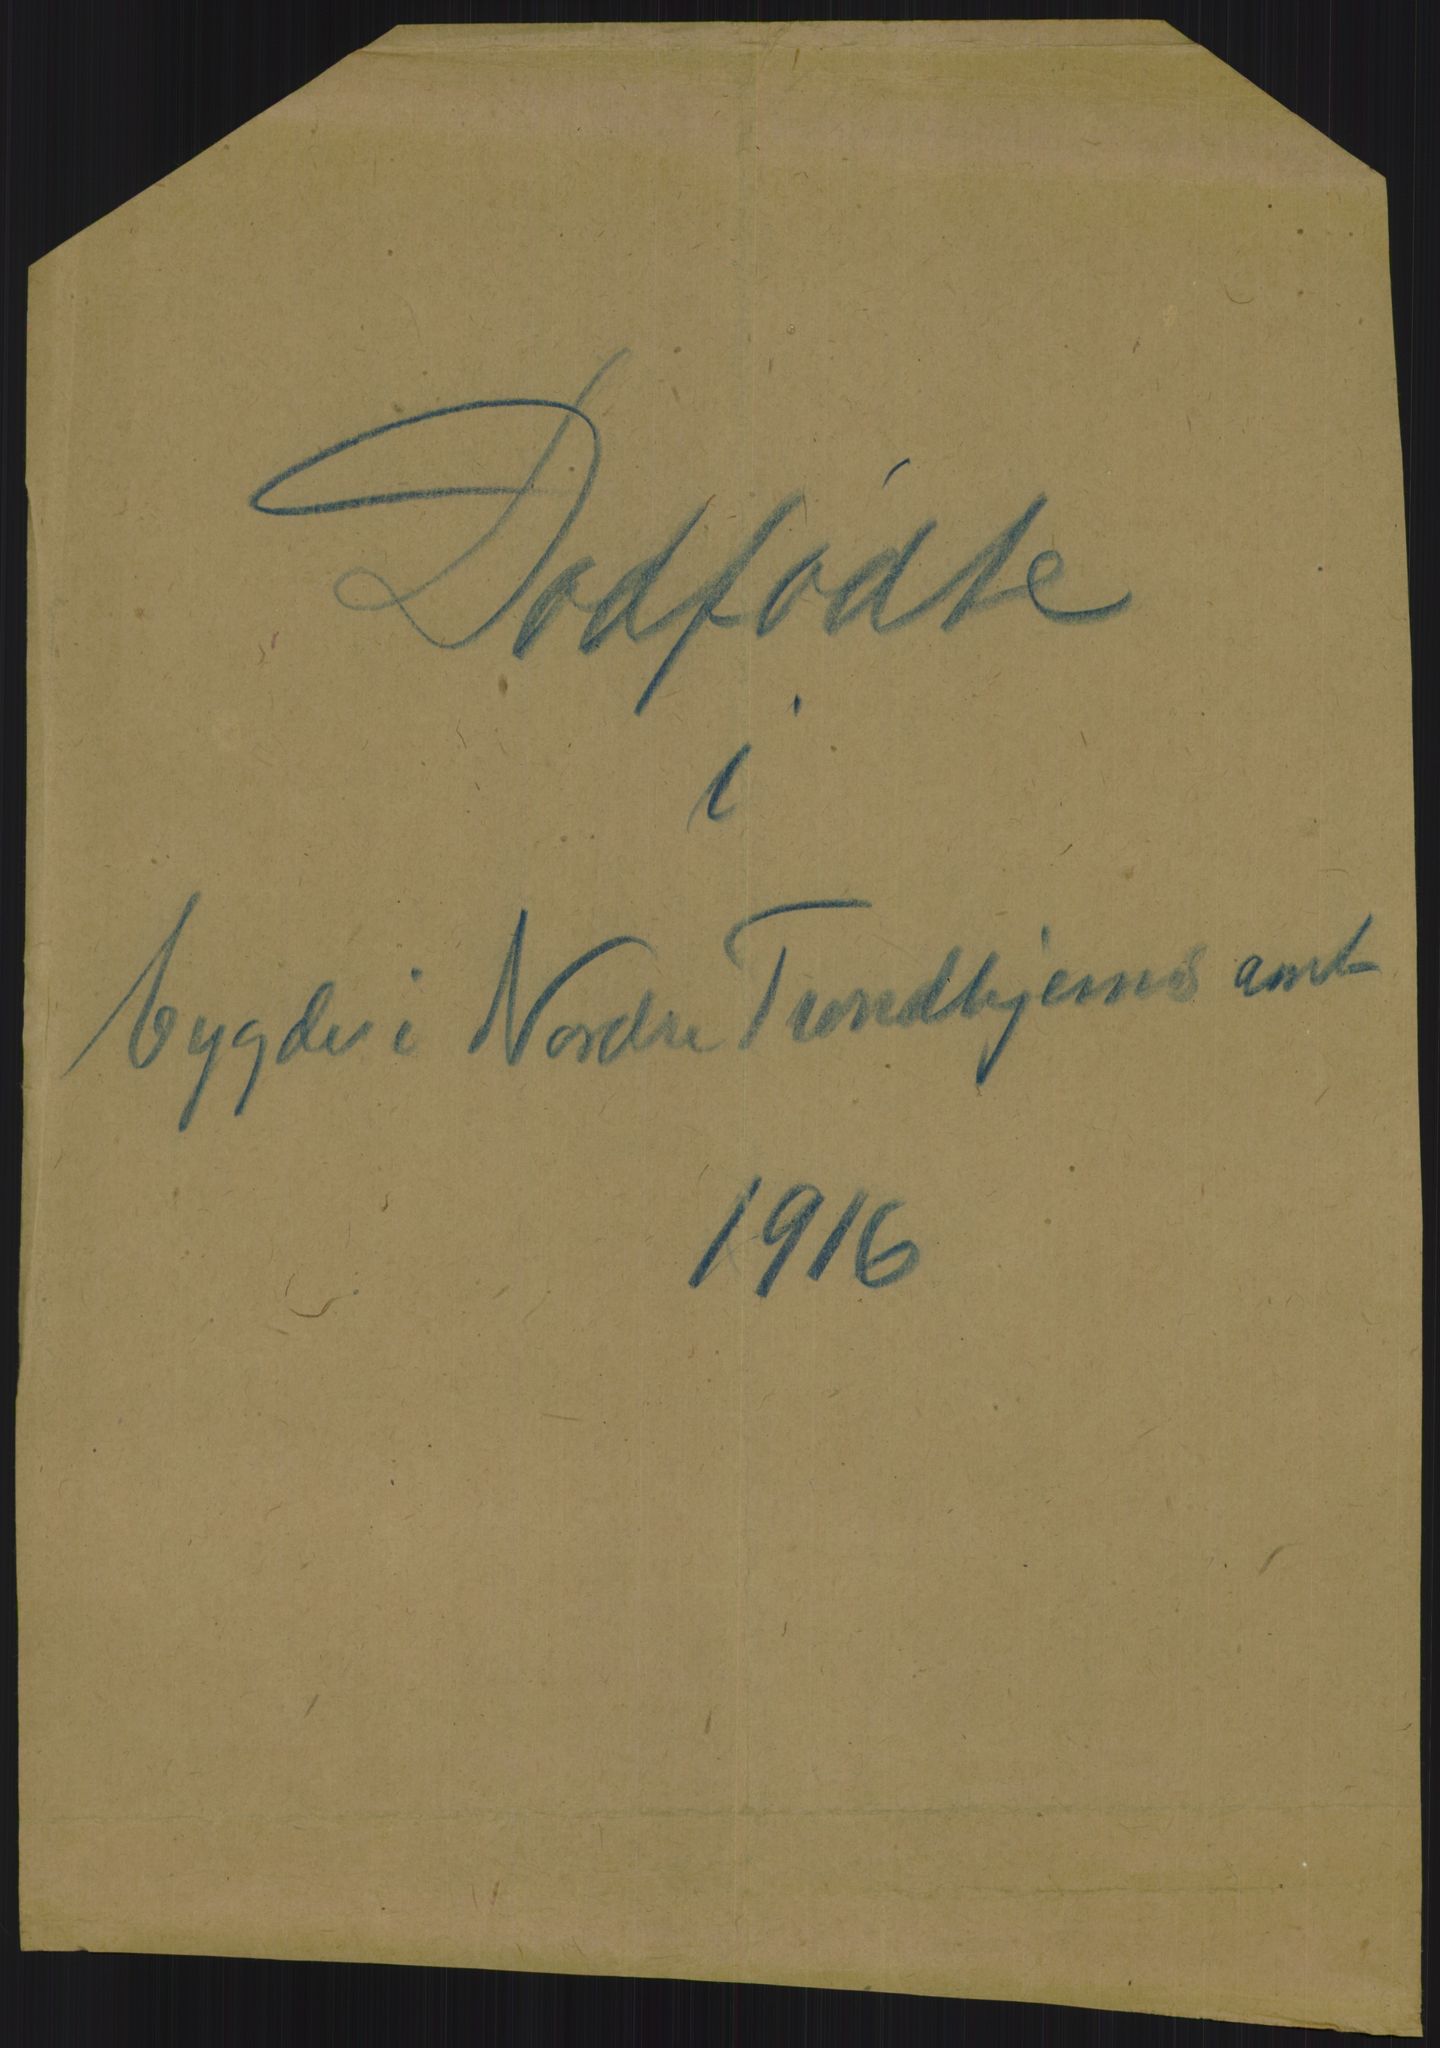 Dødfødte
i
bygder i Nordre Trondhjems amt
1916